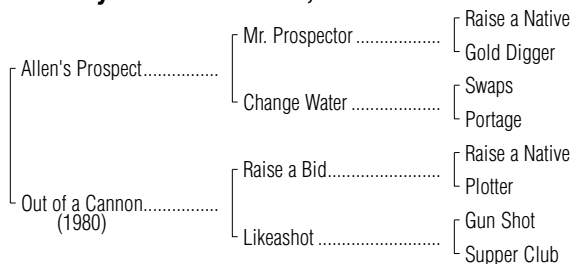 Raise a Native
Mr. Prospector ..................
Gold Digger
Allen's Prospect................
Swaps
Change Water ..................
Portage
Raise a Native
Raise a Bid.......................
Plotter
Out of a Cannon................
(1980)
Gun Shot
Likeashot .........................
Supper Club